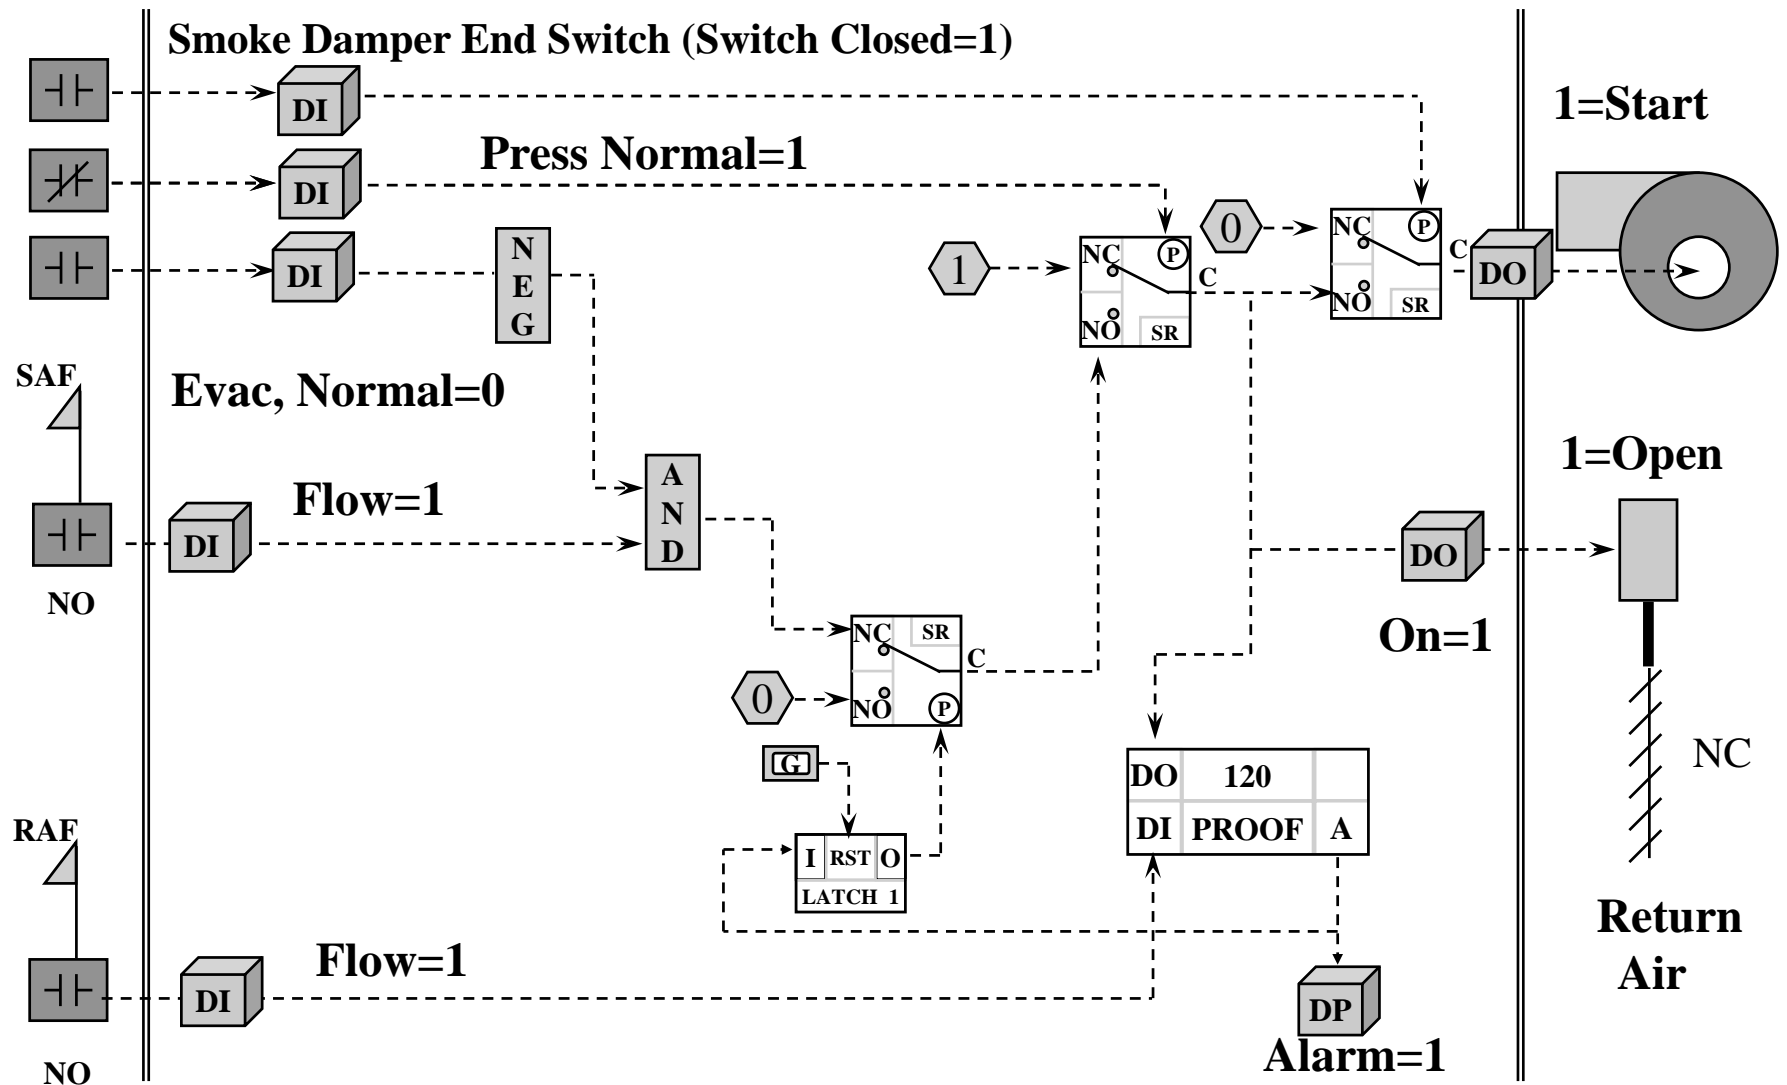 Smoke Damper End Switch (Switch Closed=1)
DI
1=Start
Press Normal=1
DI
0
NC
P
C
NO
SR
DO
N
E
G
DI
1
NC
P
C
NO
SR
SAF
Evac, Normal=0
1=Open
Flow=1
A
N
D
DI
DO
NO
On=1
NC
SR
C
0
NO
P
G
NC
DO
120
DI
PROOF
A
RAF
I
RST
O
LATCH 1
Return
Air
Flow=1
DI
DP
Alarm=1
NO